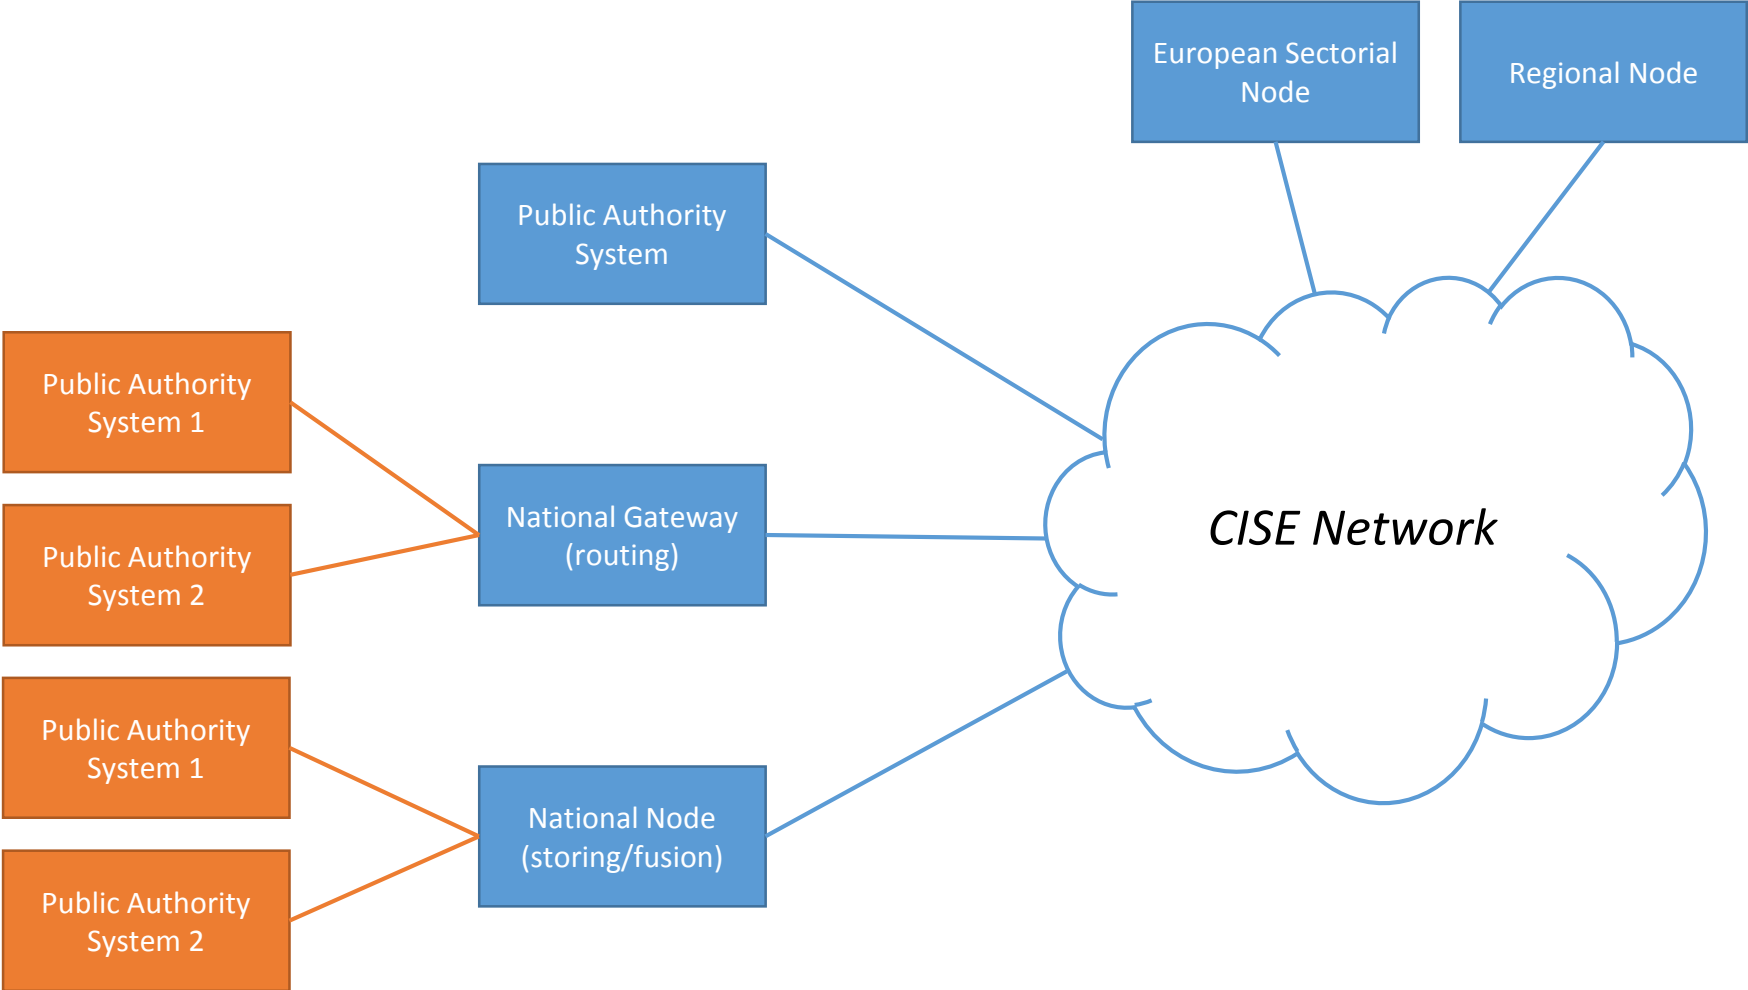 European Sectorial
Node
Regional Node
Public Authority
System
Public Authority
System 1
Public Authority
System 2
National Gateway
(routing)
CISE Network
Public Authority
System 1
Public Authority
System 2
National Node
(storing/fusion)